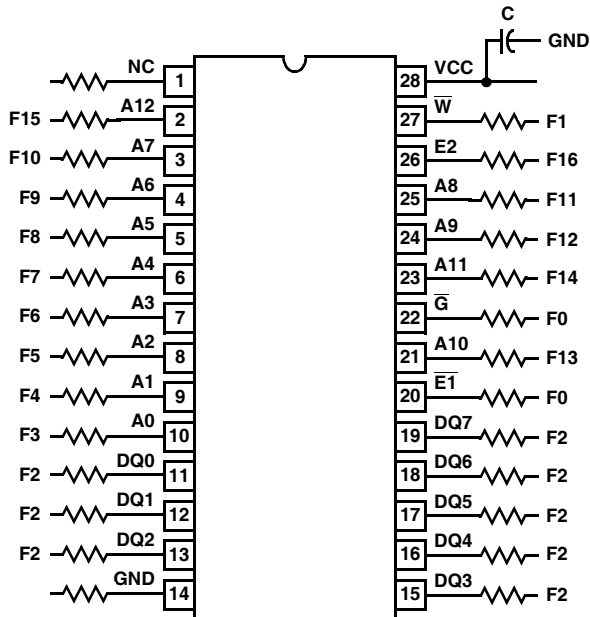 C
GND
NC 1 28 VCC
F15 A12 2 27 W̅ F1
F10 A7 3 26 E2 F16
F9 A6 4 25 A8 F11
F8 A5 5 24 A9 F12
F7 A4 6 23 A11 F14
F6 A3 7 22 G̅ F0
F5 A2 8 21 A10 F13
F4 A1 9 20 E̅1̅ F0
F3 A0 10 19 DQ7 F2
F2 DQ0 11 18 DQ6 F2
F2 DQ1 12 17 DQ5 F2
F2 DQ2 13 16 DQ4 F2
GND 14 15 DQ3 F2